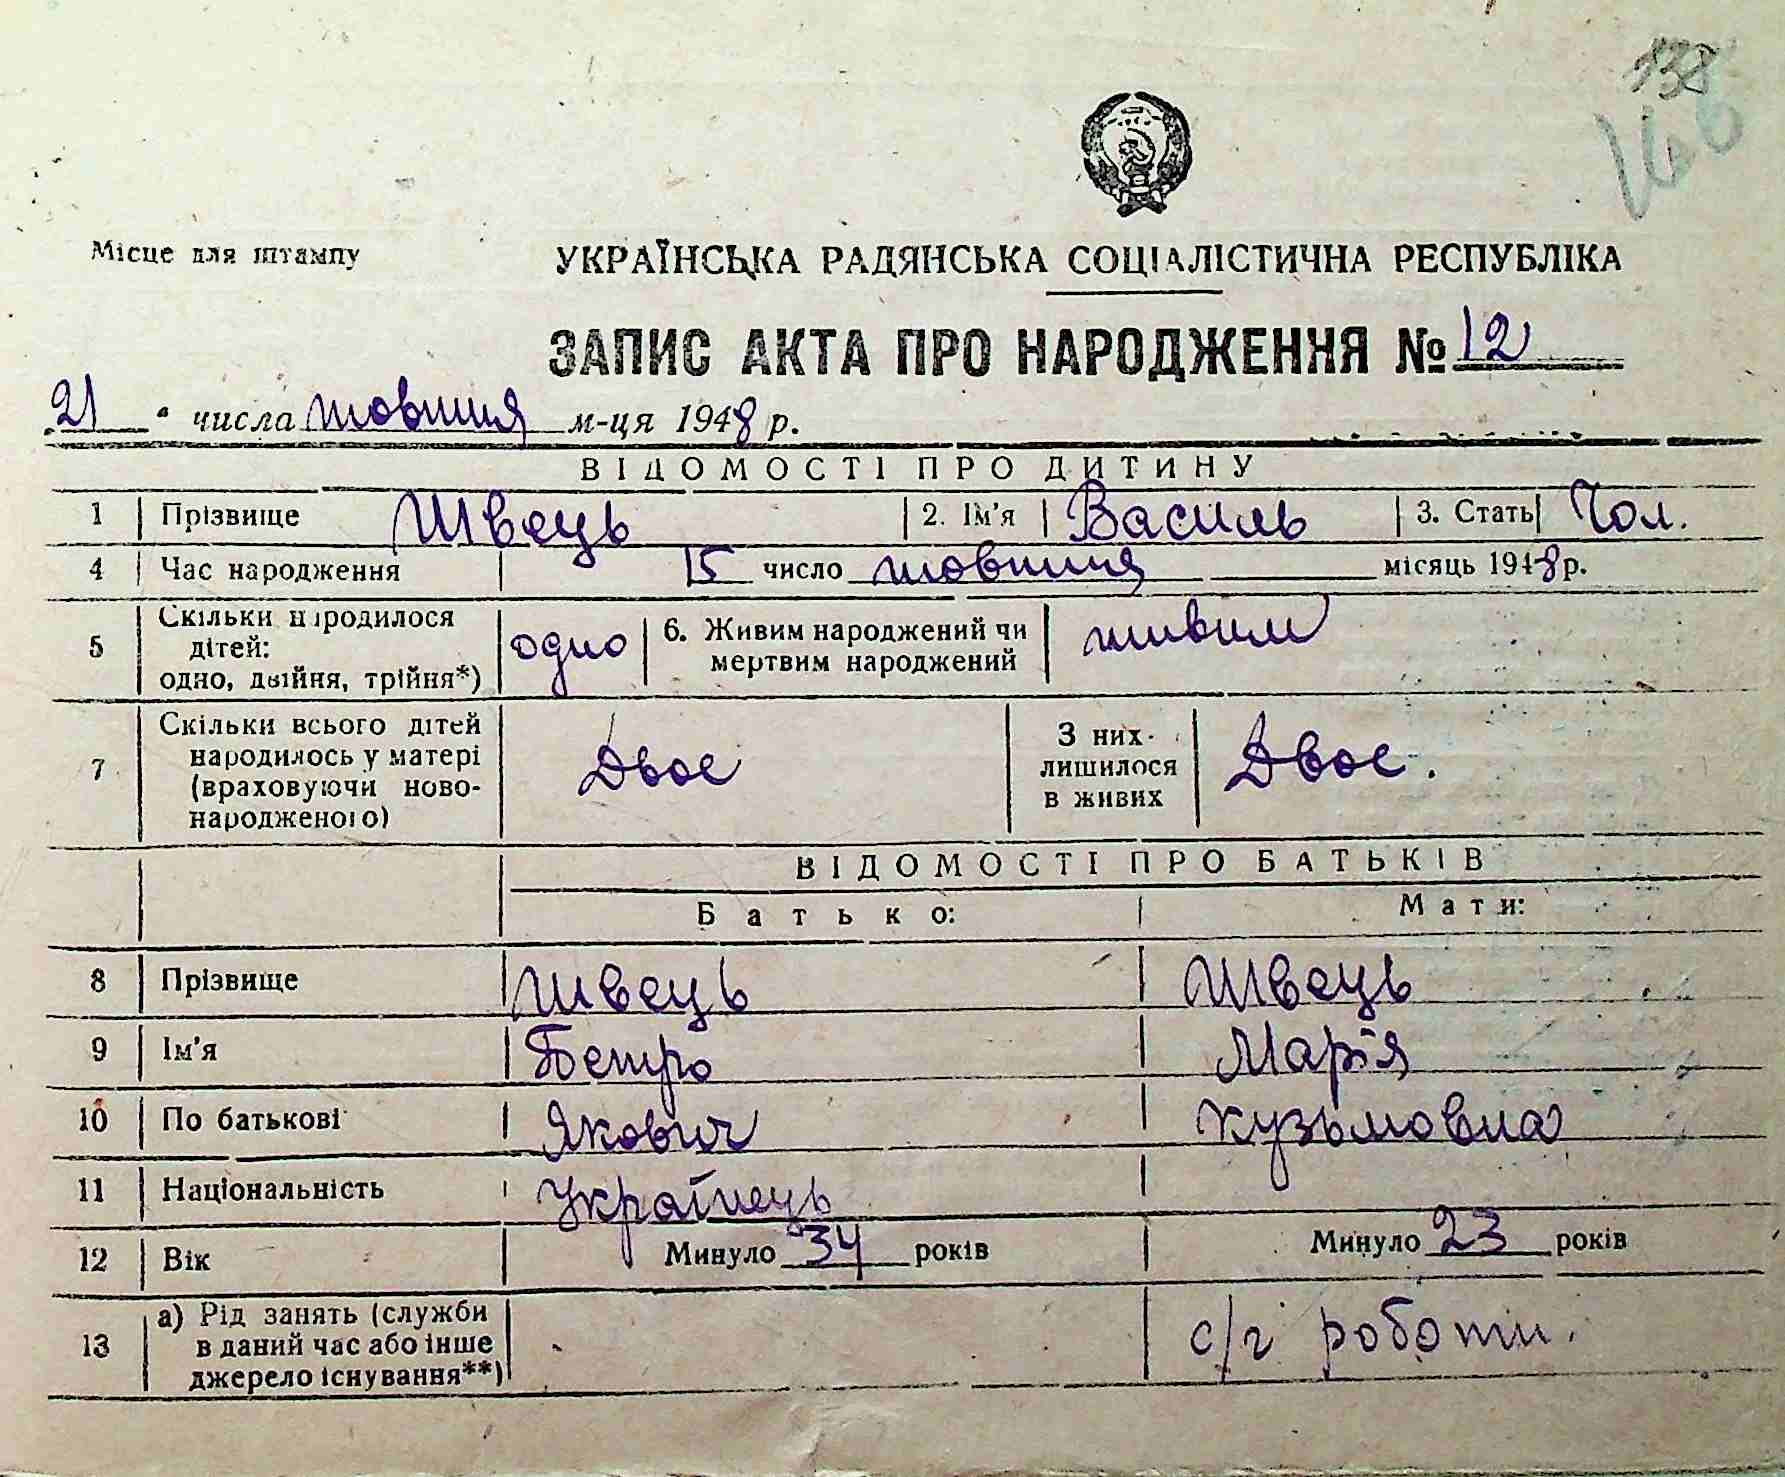 138
Місце для штампу
УКРАЇНСЬКА РАДЯНСЬКА СОЦІАЛІСТИЧНА РЕСПУБЛІКА
ЗАПИС АКТА ПРО НАРОДЖЕННЯ № 12
21 " числа жовтня м-ця 1948 р.
ВІДОМОСТІ ПРО ДИТИНУ
1 Прізвище Швець 2. Ім'я Василь 3. Стать Чол.
4 Час народження 15 число жовтня місяць 1948 р.
5 Скільки народилося дітей: одно, двійня, трійня*) одно 6. Живим народжений чи мертвим народжений живим
7 Скільки всього дітей народилось у матері (враховуючи новонародженого) Двоє З них лишилося в живих Двоє.
ВІДОМОСТІ ПРО БАТЬКІВ
Батько: Мати:
8 Прізвище Швець Швець
9 Ім'я Петро Марія
10 По батькові Якович Кузьмовна
11 Національність Українець
12 Вік Минуло 34 років Минуло 23 років
13 а) Рід занять (служби в даний час або інше джерело існування**) с/г роботи.